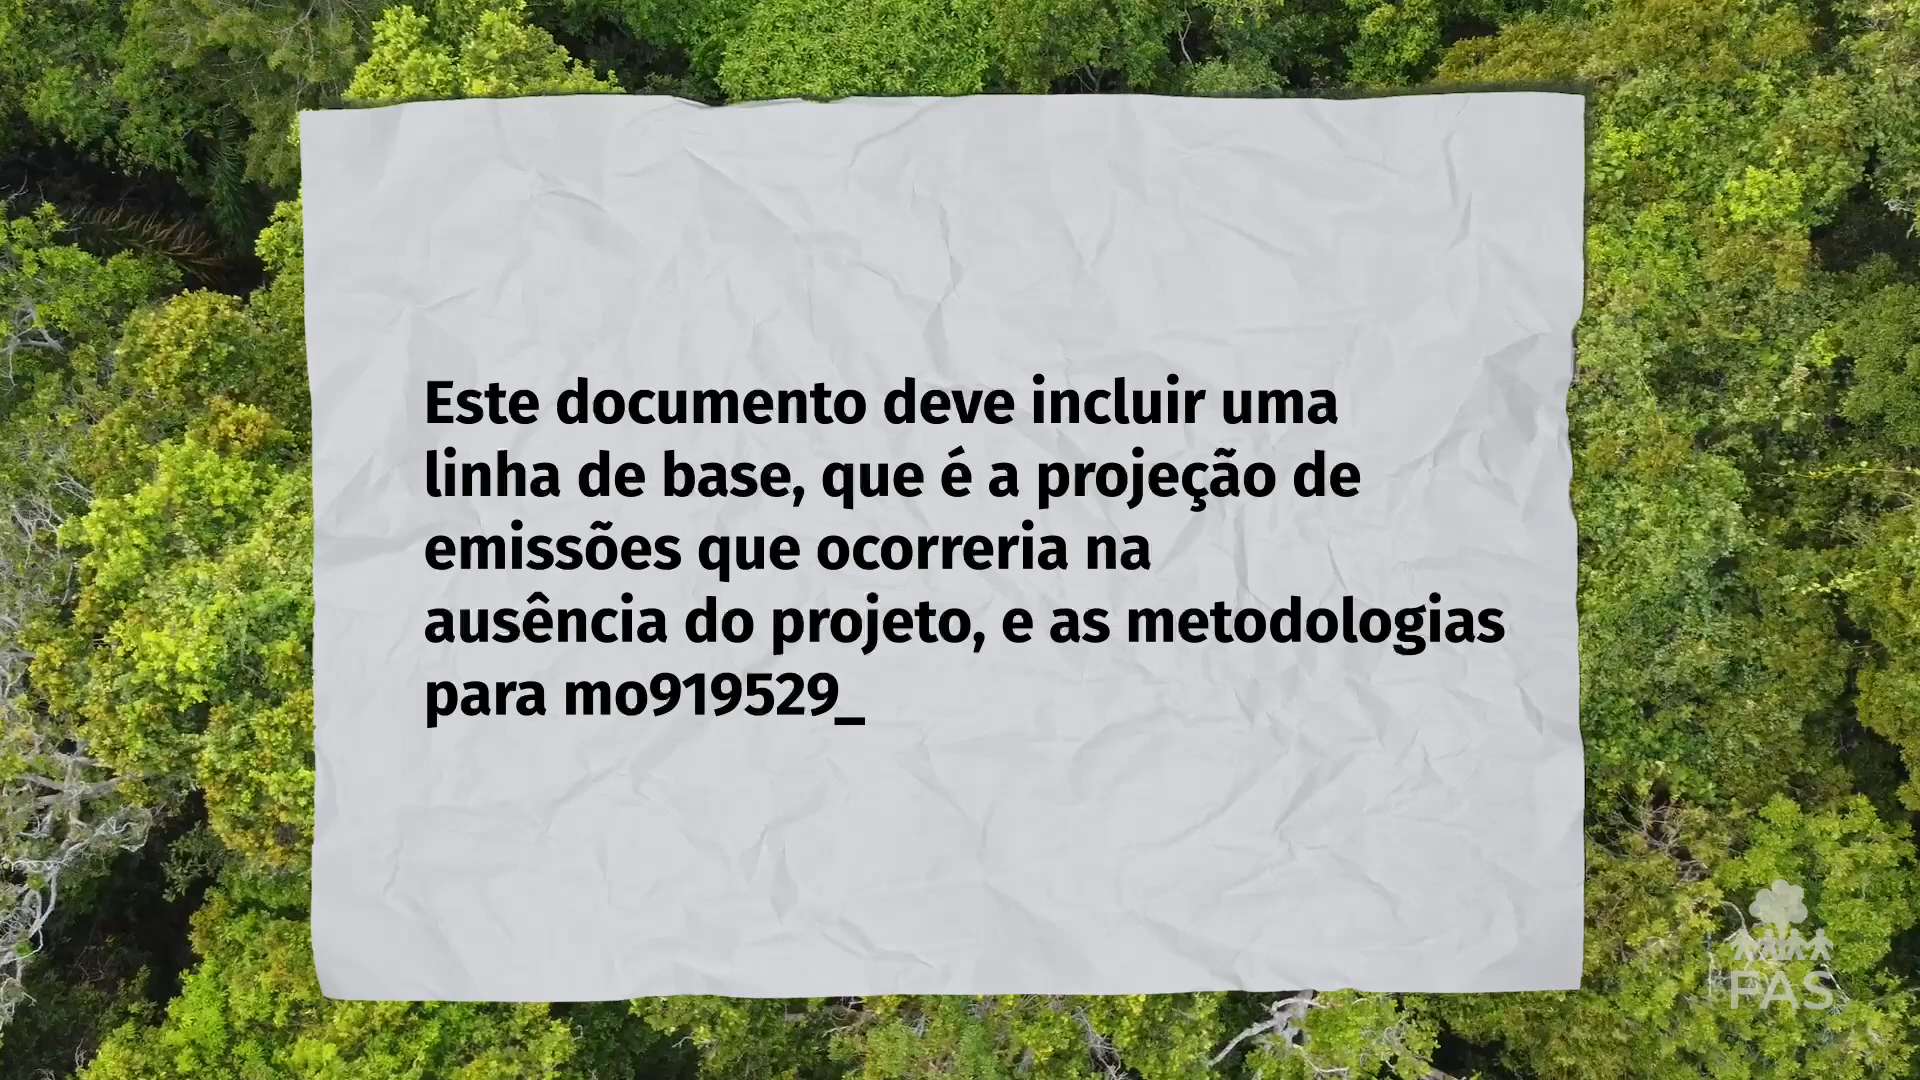 Este documento deve incluir uma
linha de base, que é a projeção de
emissões que ocorreria na
ausência do projeto, e as metodologias
para mo919529_
PAS